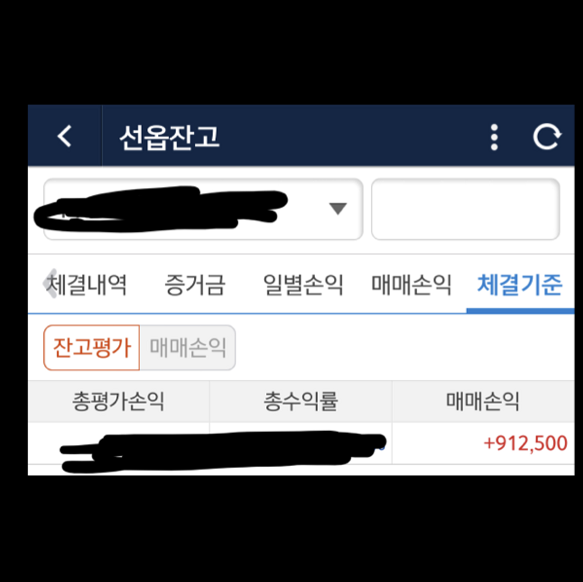 선옵잔고
체결내역 증거금 일별손익 매매손익 체결기준
잔고평가 매매손익
총평가손익 총수익률 매매손익
+912,500